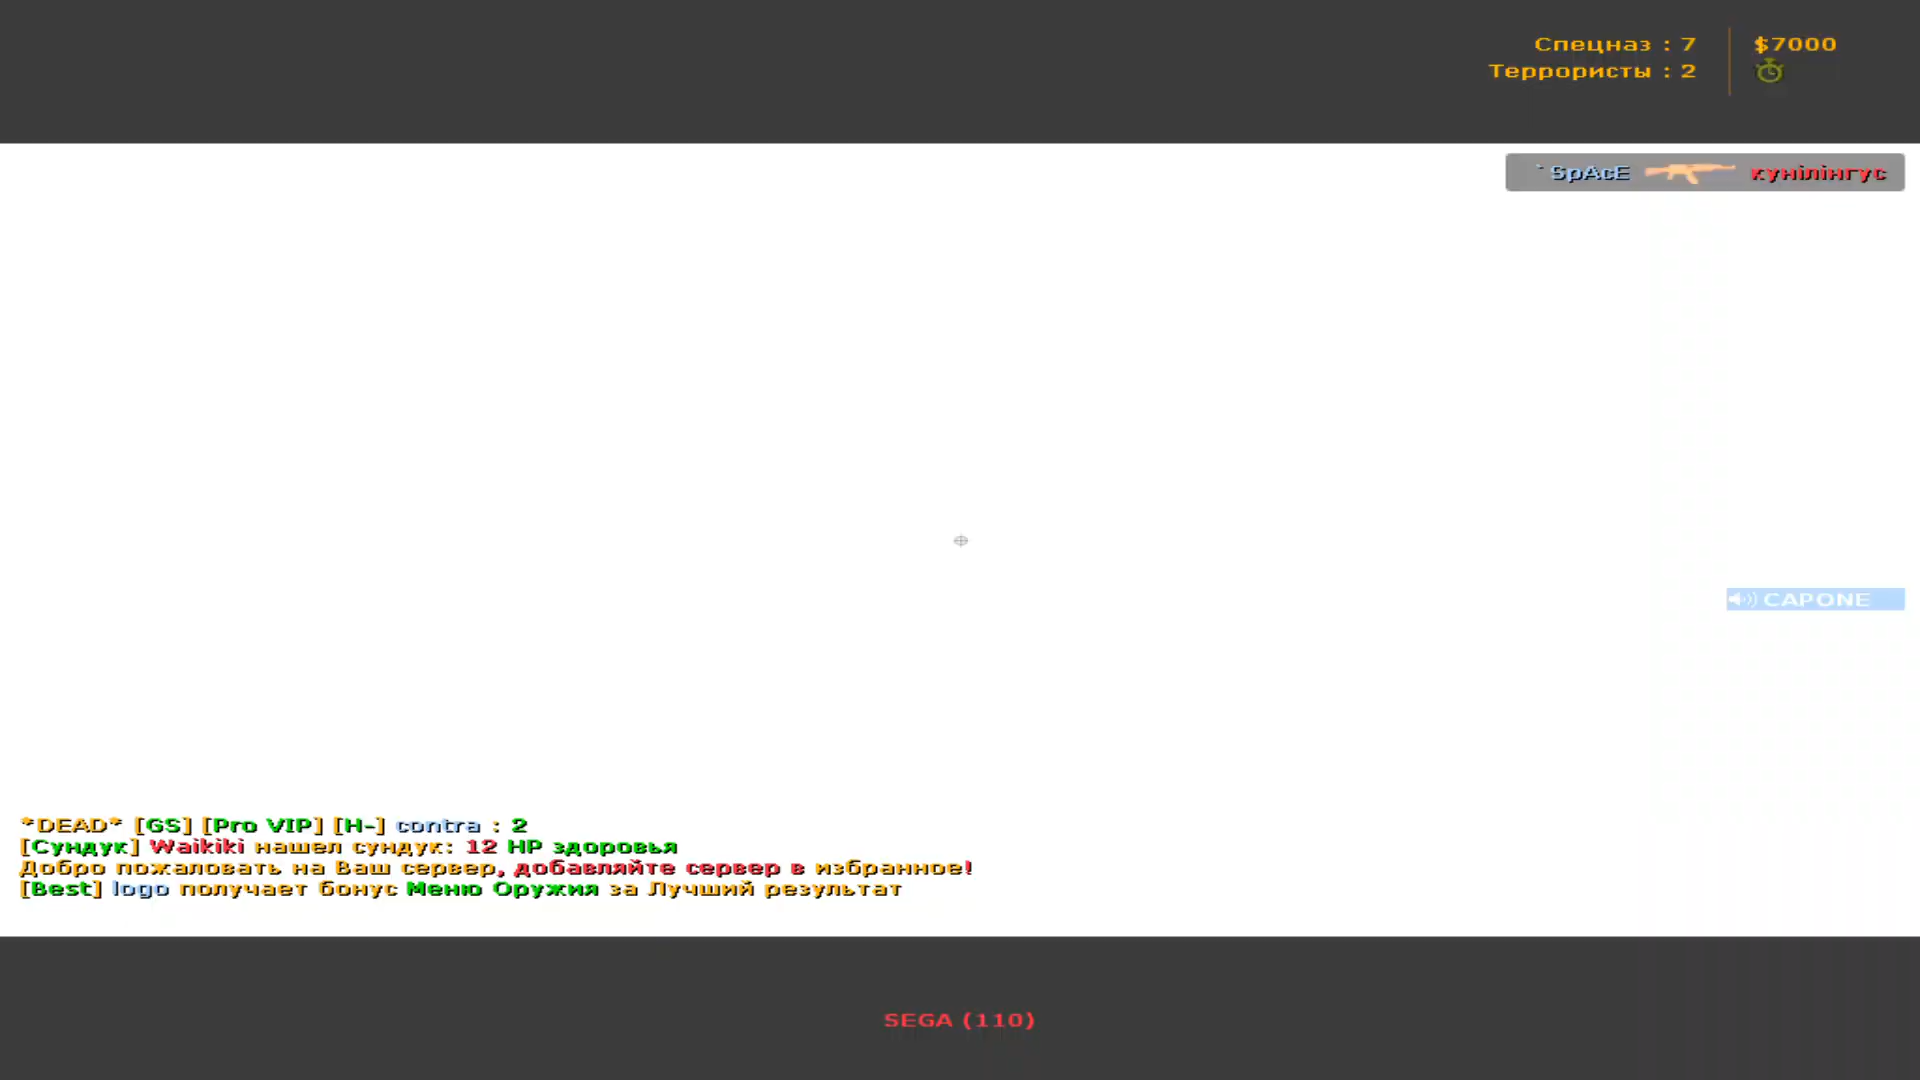 Спецназ : 7
Террористы : 2
$7000
`SpAcE кунілінгус
CAPONE
*DEAD* [GS] [Pro VIP] [H-] contra : 2
[Сундук] Waikiki нашел сундук: 12 HP здоровья
Добро пожаловать на Ваш сервер, добавляйте сервер в избранное!
[Best] logo получает бонус Меню Оружия за Лучший результат
SEGA (110)